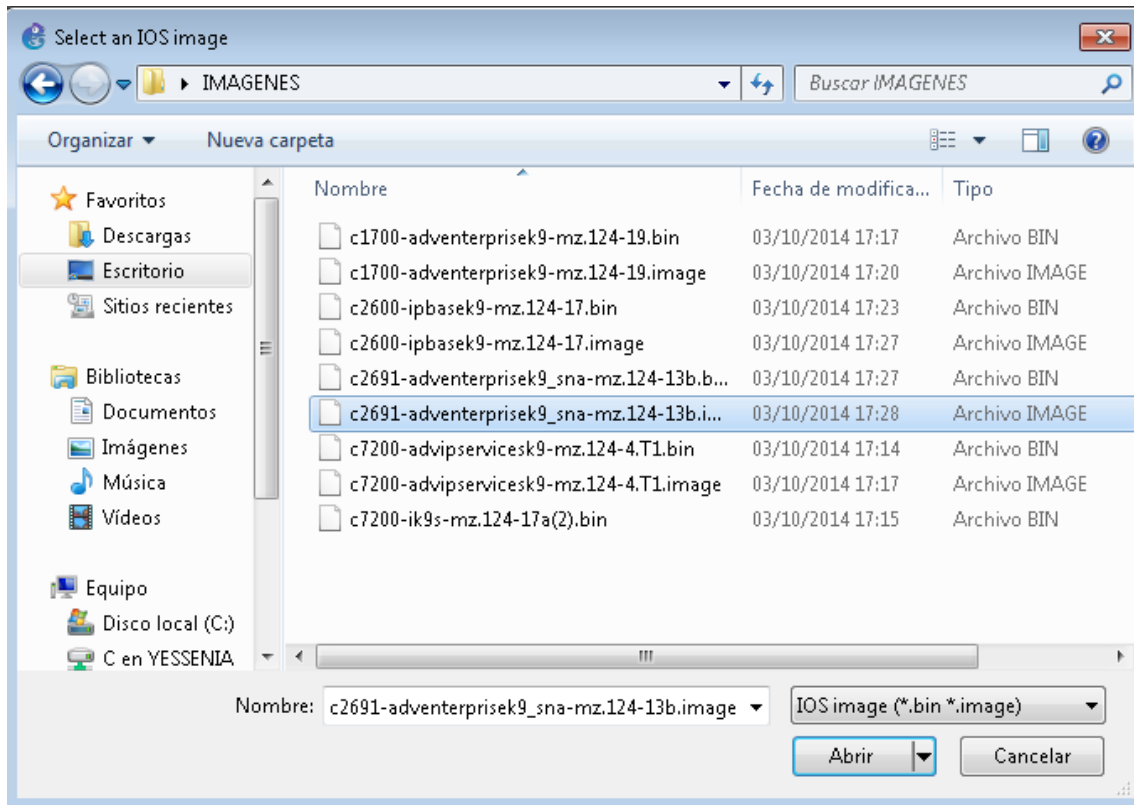 Select an IOS image
IMAGENES
Buscar IMAGENES
Organizar
Nueva carpeta
Favoritos
Descargas
Escritorio
Sitios recientes
Bibliotecas
Documentos
Imágenes
Música
Vídeos
Equipo
Disco local (C:)
C en YESSENIA
Nombre Fecha de modifica... Tipo
c1700-adventerprisek9-mz.124-19.bin 03/10/2014 17:17 Archivo BIN
c1700-adventerprisek9-mz.124-19.image 03/10/2014 17:20 Archivo IMAGE
c2600-ipbasek9-mz.124-17.bin 03/10/2014 17:23 Archivo BIN
c2600-ipbasek9-mz.124-17.image 03/10/2014 17:27 Archivo IMAGE
c2691-adventerprisek9_sna-mz.124-13b.b... 03/10/2014 17:27 Archivo BIN
c2691-adventerprisek9_sna-mz.124-13b.i... 03/10/2014 17:28 Archivo IMAGE
c7200-advipservicesk9-mz.124-4.T1.bin 03/10/2014 17:14 Archivo BIN
c7200-advipservicesk9-mz.124-4.T1.image 03/10/2014 17:17 Archivo IMAGE
c7200-ik9s-mz.124-17a(2).bin 03/10/2014 17:15 Archivo BIN
Nombre: c2691-adventerprisek9_sna-mz.124-13b.image IOS image (*.bin *.image)
Abrir Cancelar